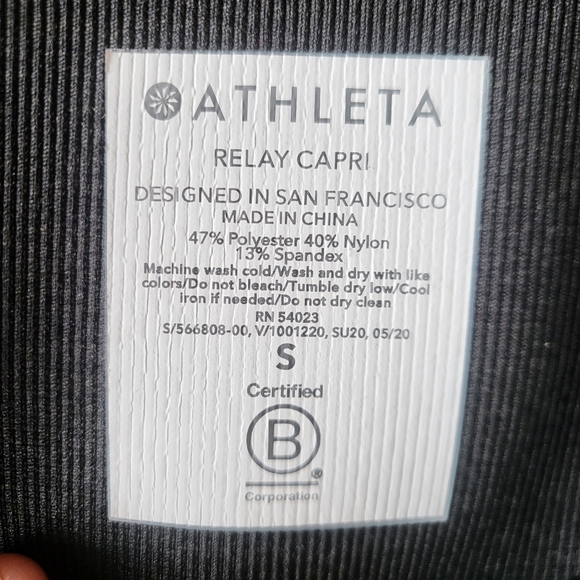 ATHLETA
RELAY CAPRI
DESIGNED IN SAN FRANCISCO
MADE IN CHINA
47% Polyester 40% Nylon
13% Spandex
Machine wash cold/Wash and dry with like
colors/Do not bleach/Tumble dry low/Cool
iron if needed/Do not dry clean
RN 54023
S/566808-00, V/1001220, SU20, 05/20
S
Certified
B
®
Corporation